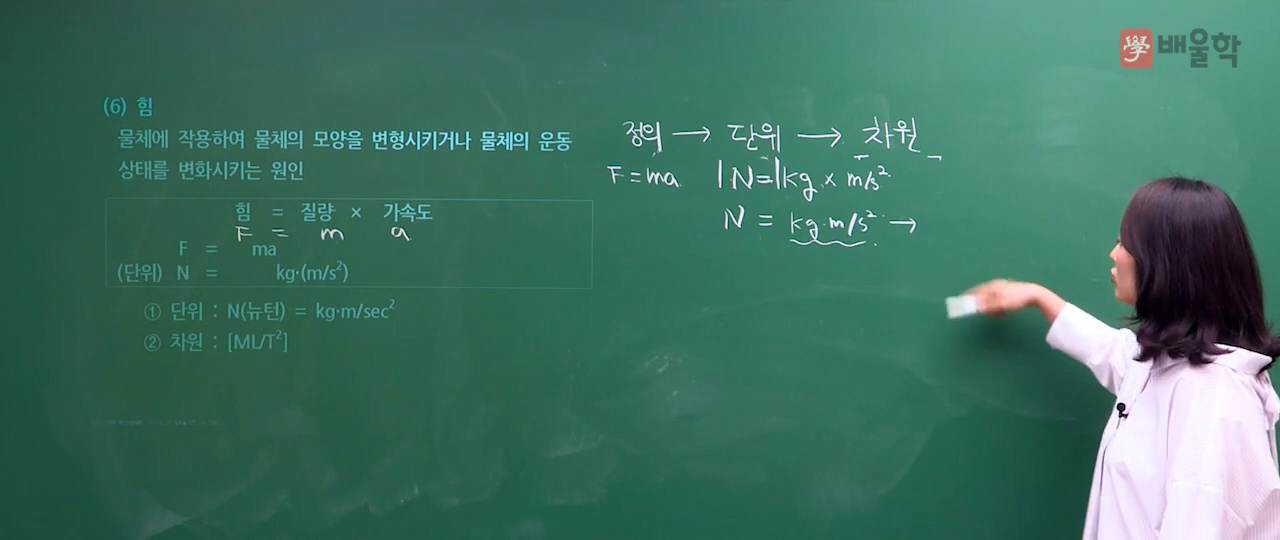 學 배울학
(6) 힘
물체에 작용하여 물체의 모양을 변형시키거나 물체의 운동
상태를 변화시키는 원인
힘 = 질량 × 가속도
F = m a
F = ma
(단위) N = kg·(m/s²)
① 단위 : N(뉴턴) = kg·m/sec²
② 차원 : [ML/T²]
정의 → 단위 → 차원
F = ma 1N = 1kg × m/s²
N = kg·m/s² →